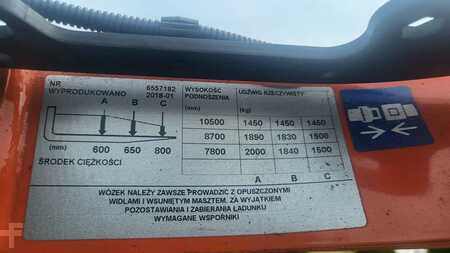 NR 6557182
WYPRODUKOWANO 2018-01
A B C
(mm) 600 650 800
ŚRODEK CIĘŻKOŚCI
WYSOKOŚĆ PODNOSZENIA UDŹWIG RZECZYWISTY
(mm) (kg)
10500 1450 1450 1450
8700 1890 1830 1500
7800 2000 1840 1500
A B C
WÓZEK NALEŻY ZAWSZE PROWADZIĆ Z OPUSZCZONYMI
WIDŁAMI I WSUNIĘTYM MASZTEM, ZA WYJĄTKIEM
POZOSTAWIANIA I ZABIERANIA ŁADUNKU
WYMAGANE WSPORNIKI